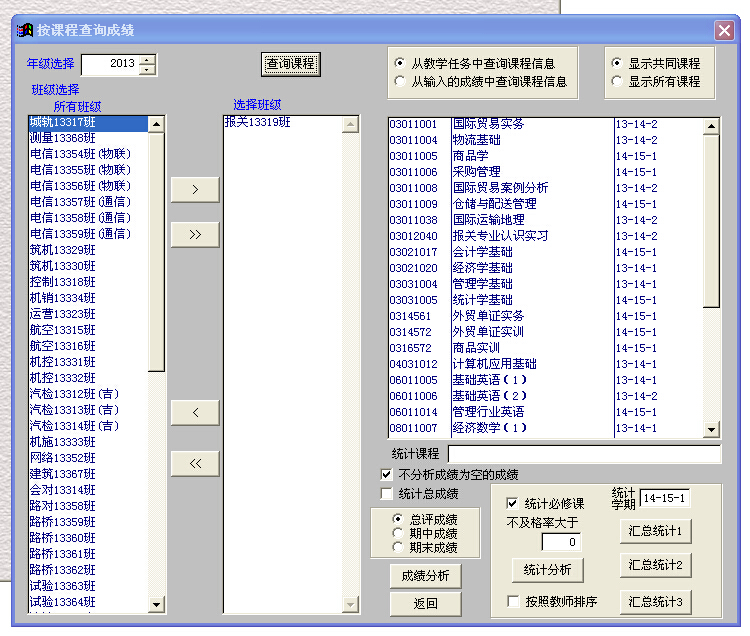 按课程查询成绩
年级选择 2013
查询课程
从教学任务中查询课程信息
从输入的成绩中查询课程信息
显示共同课程
显示所有课程
班级选择
所有班级
选择班级
城轨13317班
测量13368班
电信13354班(物联)
电信13355班(物联)
电信13356班(物联)
电信13357班(通信)
电信13358班(通信)
电信13359班(通信)
筑机13329班
筑机13330班
控制13318班
机销13334班
运营13323班
航空13315班
航空13316班
机控13331班
机控13332班
汽检13312班(吉)
汽检13313班(吉)
汽检13314班(吉)
机施13333班
网络13352班
建筑13367班
会对13314班
路对13358班
路桥13359班
路桥13360班
路桥13361班
路桥13362班
试验13363班
试验13364班
>
>>
<
<<
报关13319班
03011001 国际贸易实务 13-14-2
03011004 物流基础 13-14-2
03011005 商品学 14-15-1
03011006 采购管理 14-15-1
03011008 国际贸易案例分析 13-14-2
03011009 仓储与配送管理 14-15-1
03011038 国际运输地理 13-14-2
03012040 报关专业认识实习 13-14-2
03021017 会计学基础 14-15-1
03021020 经济学基础 13-14-1
03031004 管理学基础 13-14-1
03031005 统计学基础 14-15-1
0314561 外贸单证实务 14-15-1
0314572 外贸单证实训 14-15-1
0316572 商品实训 14-15-1
04031012 计算机应用基础 13-14-1
06011005 基础英语(1) 13-14-1
06011006 基础英语(2) 13-14-2
06011014 管理行业英语 14-15-1
08011007 经济数学(1) 13-14-1
统计课程
不分析成绩为空的成绩
统计总成绩
总评成绩
期中成绩
期末成绩
成绩分析
返回
统计必修课
统计学期 14-15-1
不及格率大于
0
统计分析
按照教师排序
汇总统计1
汇总统计2
汇总统计3